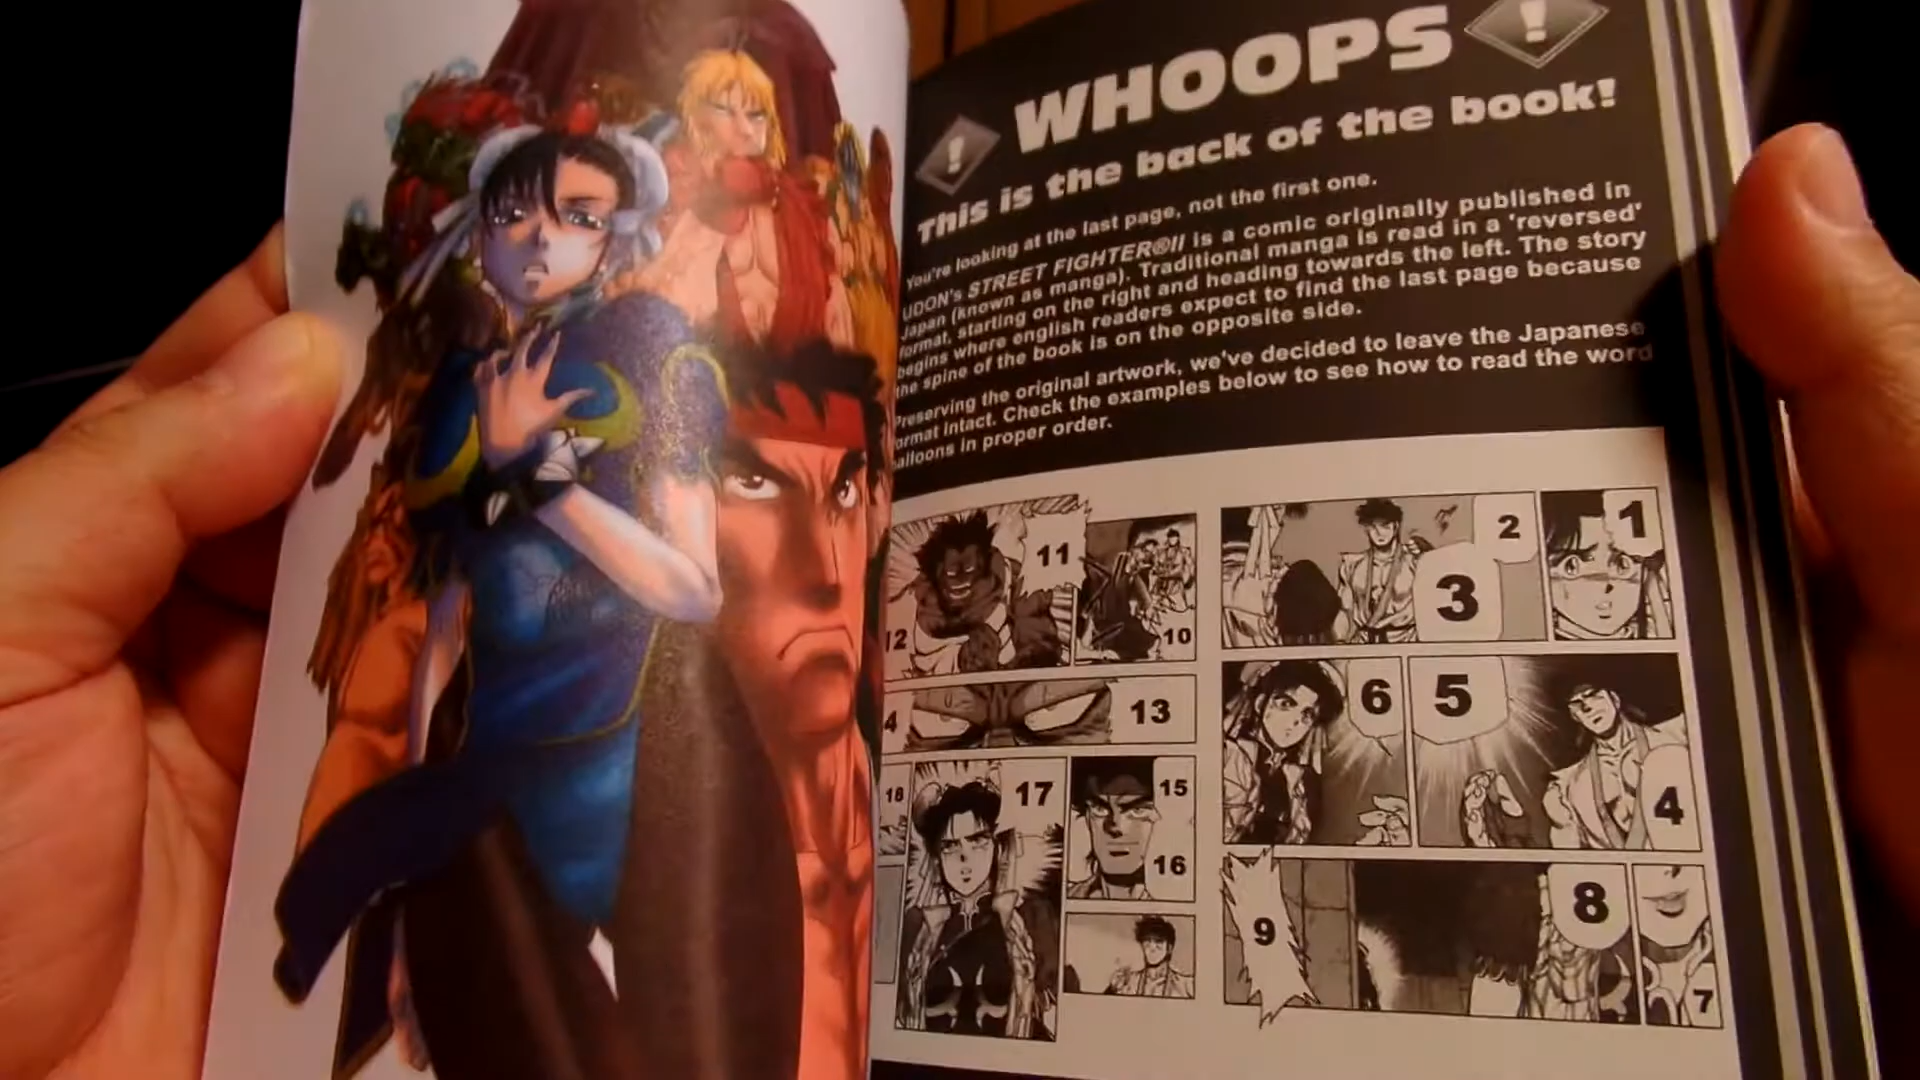 !
WHOOPS
!
This is the back of the book!
You're looking at the last page, not the first one.
UDON's STREET FIGHTER®II is a comic originally published in
Japan (known as manga). Traditional manga is read in a 'reversed'
format, starting on the right and heading towards the left. The story
begins where english readers expect to find the last page because
the spine of the book is on the opposite side.
Preserving the original artwork, we've decided to leave the Japanese
ormat intact. Check the examples below to see how to read the word
alloons in proper order.
1
2
3
4
5
6
7
8
9
10
11
12
13
4
15
16
17
18